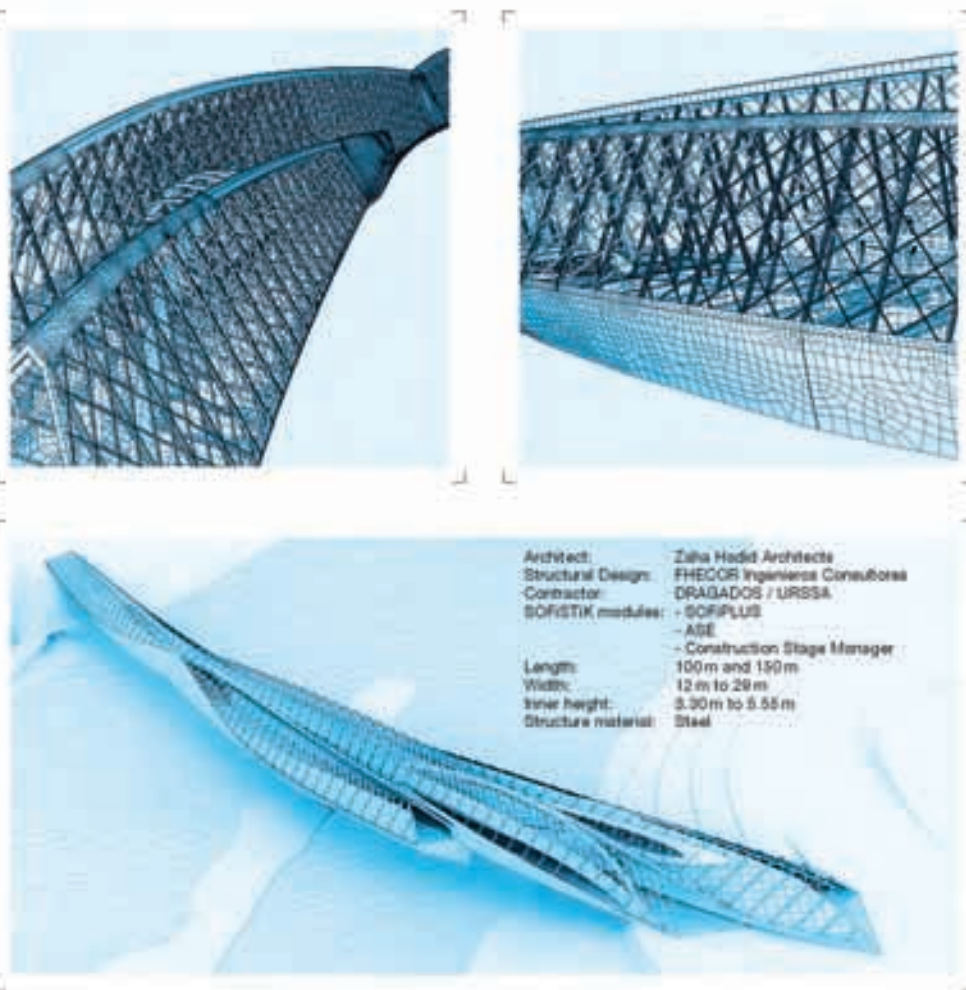 Architect: Zaha Hadid Architects
Structural Design: FHECOR Ingenieros Consultores
Contractor: DRAGADOS / URSSA
SOFiSTiK modules: - SOFiPLUS
- ASE
- Construction Stage Manager
Length: 100 m and 150 m
Width: 12 m to 29 m
Inner height: 3.30 m to 5.55 m
Structure material: Steel